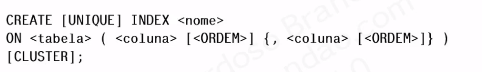 CREATE [UNIQUE] INDEX <nome>
ON <tabela> ( <coluna> [<ORDEM>] {, <coluna> [<ORDEM>]} )
[CLUSTER];